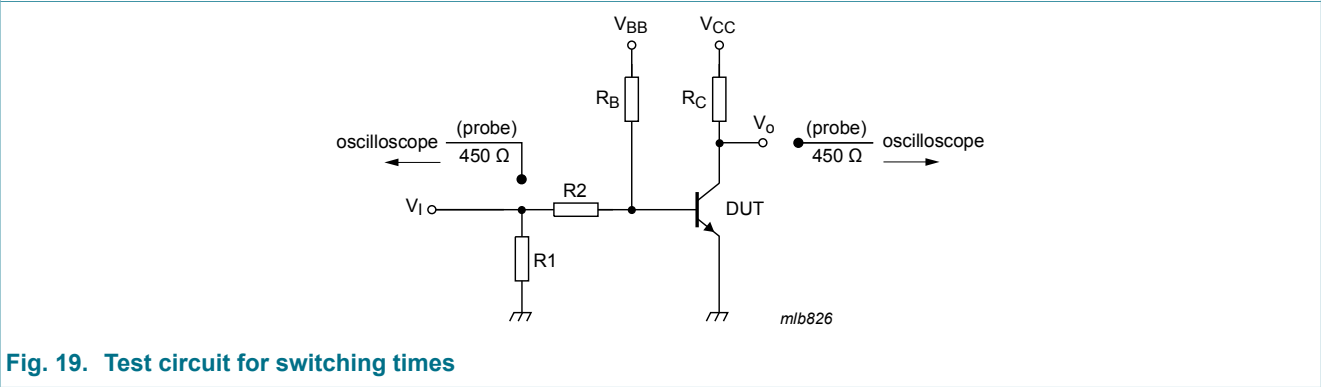 VBB
VCC
RB
RC
Vo
oscilloscope
(probe)
450 Ω
(probe)
450 Ω
oscilloscope
R2
VI
DUT
R1
mlb826
Fig. 19. Test circuit for switching times